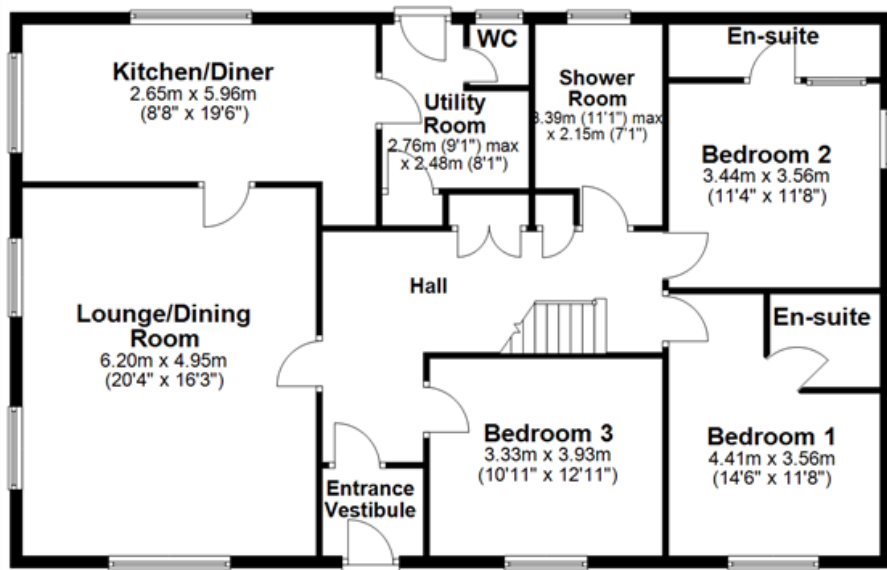 Kitchen/Diner
2.65m x 5.96m
(8'8" x 19'6")
Utility
Room
2.76m (9'1") max
x 2.48m (8'1")
WC
Shower
Room
3.39m (11'1") max
x 2.15m (7'1")
En-suite
Bedroom 2
3.44m x 3.56m
(11'4" x 11'8")
Hall
Lounge/Dining
Room
6.20m x 4.95m
(20'4" x 16'3")
En-suite
Bedroom 3
3.33m x 3.93m
(10'11" x 12'11")
Bedroom 1
4.41m x 3.56m
(14'6" x 11'8")
Entrance
Vestibule